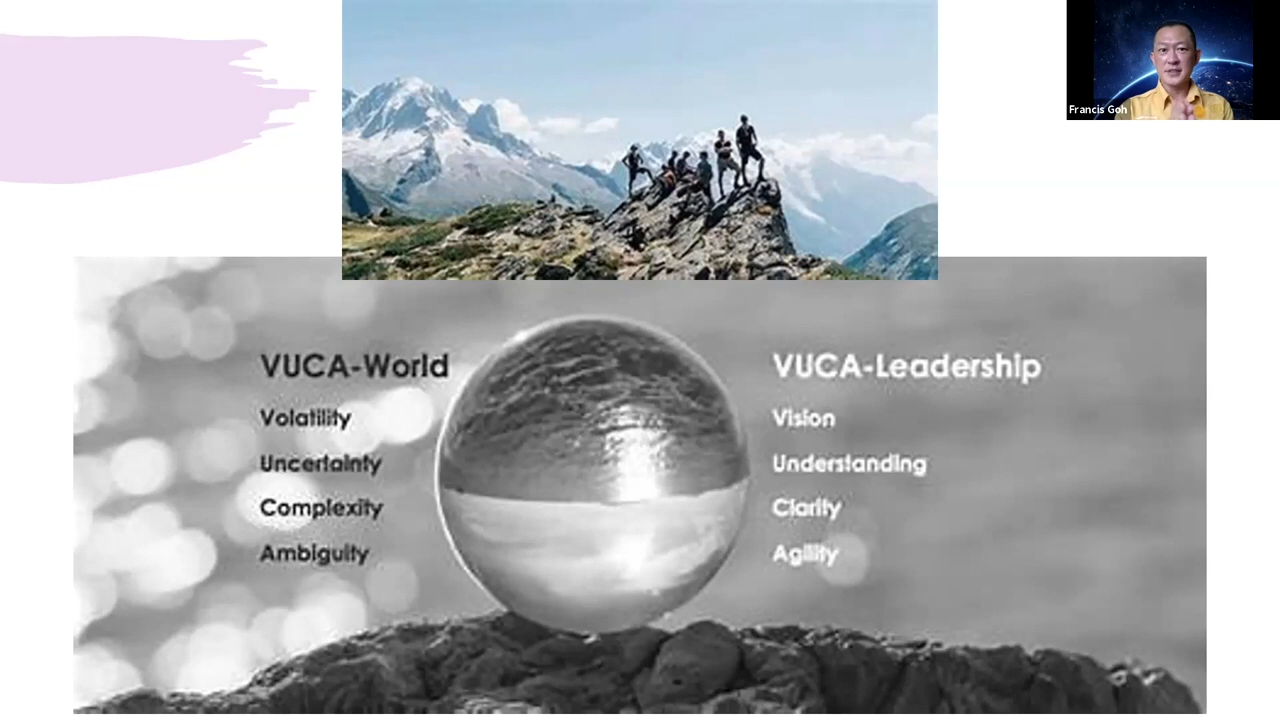 Francis Goh
VUCA-World
Volatility
Uncertainty
Complexity
Ambiguity
VUCA-Leadership
Vision
Understanding
Clarity
Agility